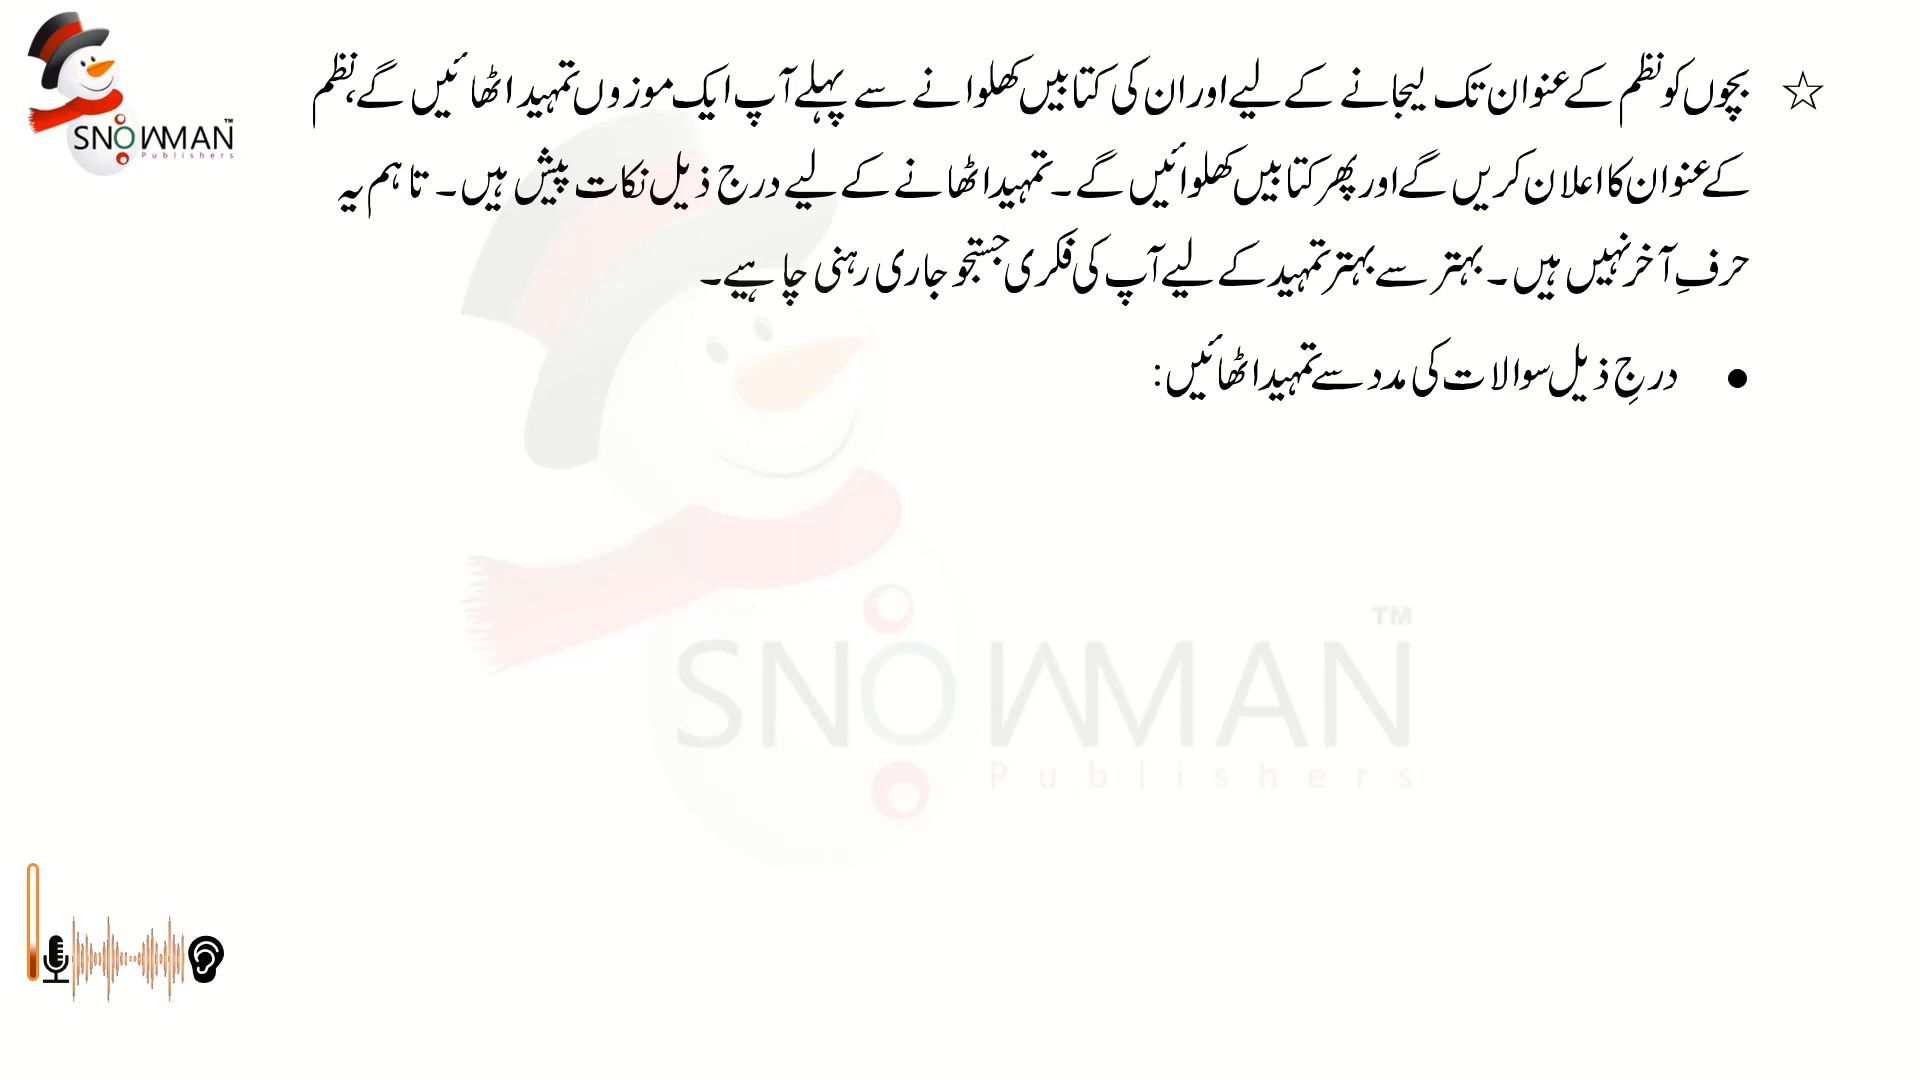 SNOWMAN™
Publishers
☆ بچوں کو نظم کے عنوان تک لیجانے کے لیے اور ان کی کتابیں کھلوانے سے پہلے آپ ایک موزوں تمہید اٹھائیں گے، نظم
کے عنوان کا اعلان کریں گے اور پھر کتابیں کھلوائیں گے۔ تمہید اٹھانے کے لیے درج ذیل نکات پیش ہیں۔ تاہم یہ
حرفِ آخر نہیں ہیں۔ بہتر سے بہتر تمہید کے لیے آپ کی فکری جستجو جاری رہنی چاہیے۔
• درجِ ذیل سوالات کی مدد سے تمہید اٹھائیں:
SNOWMAN™
Publishers